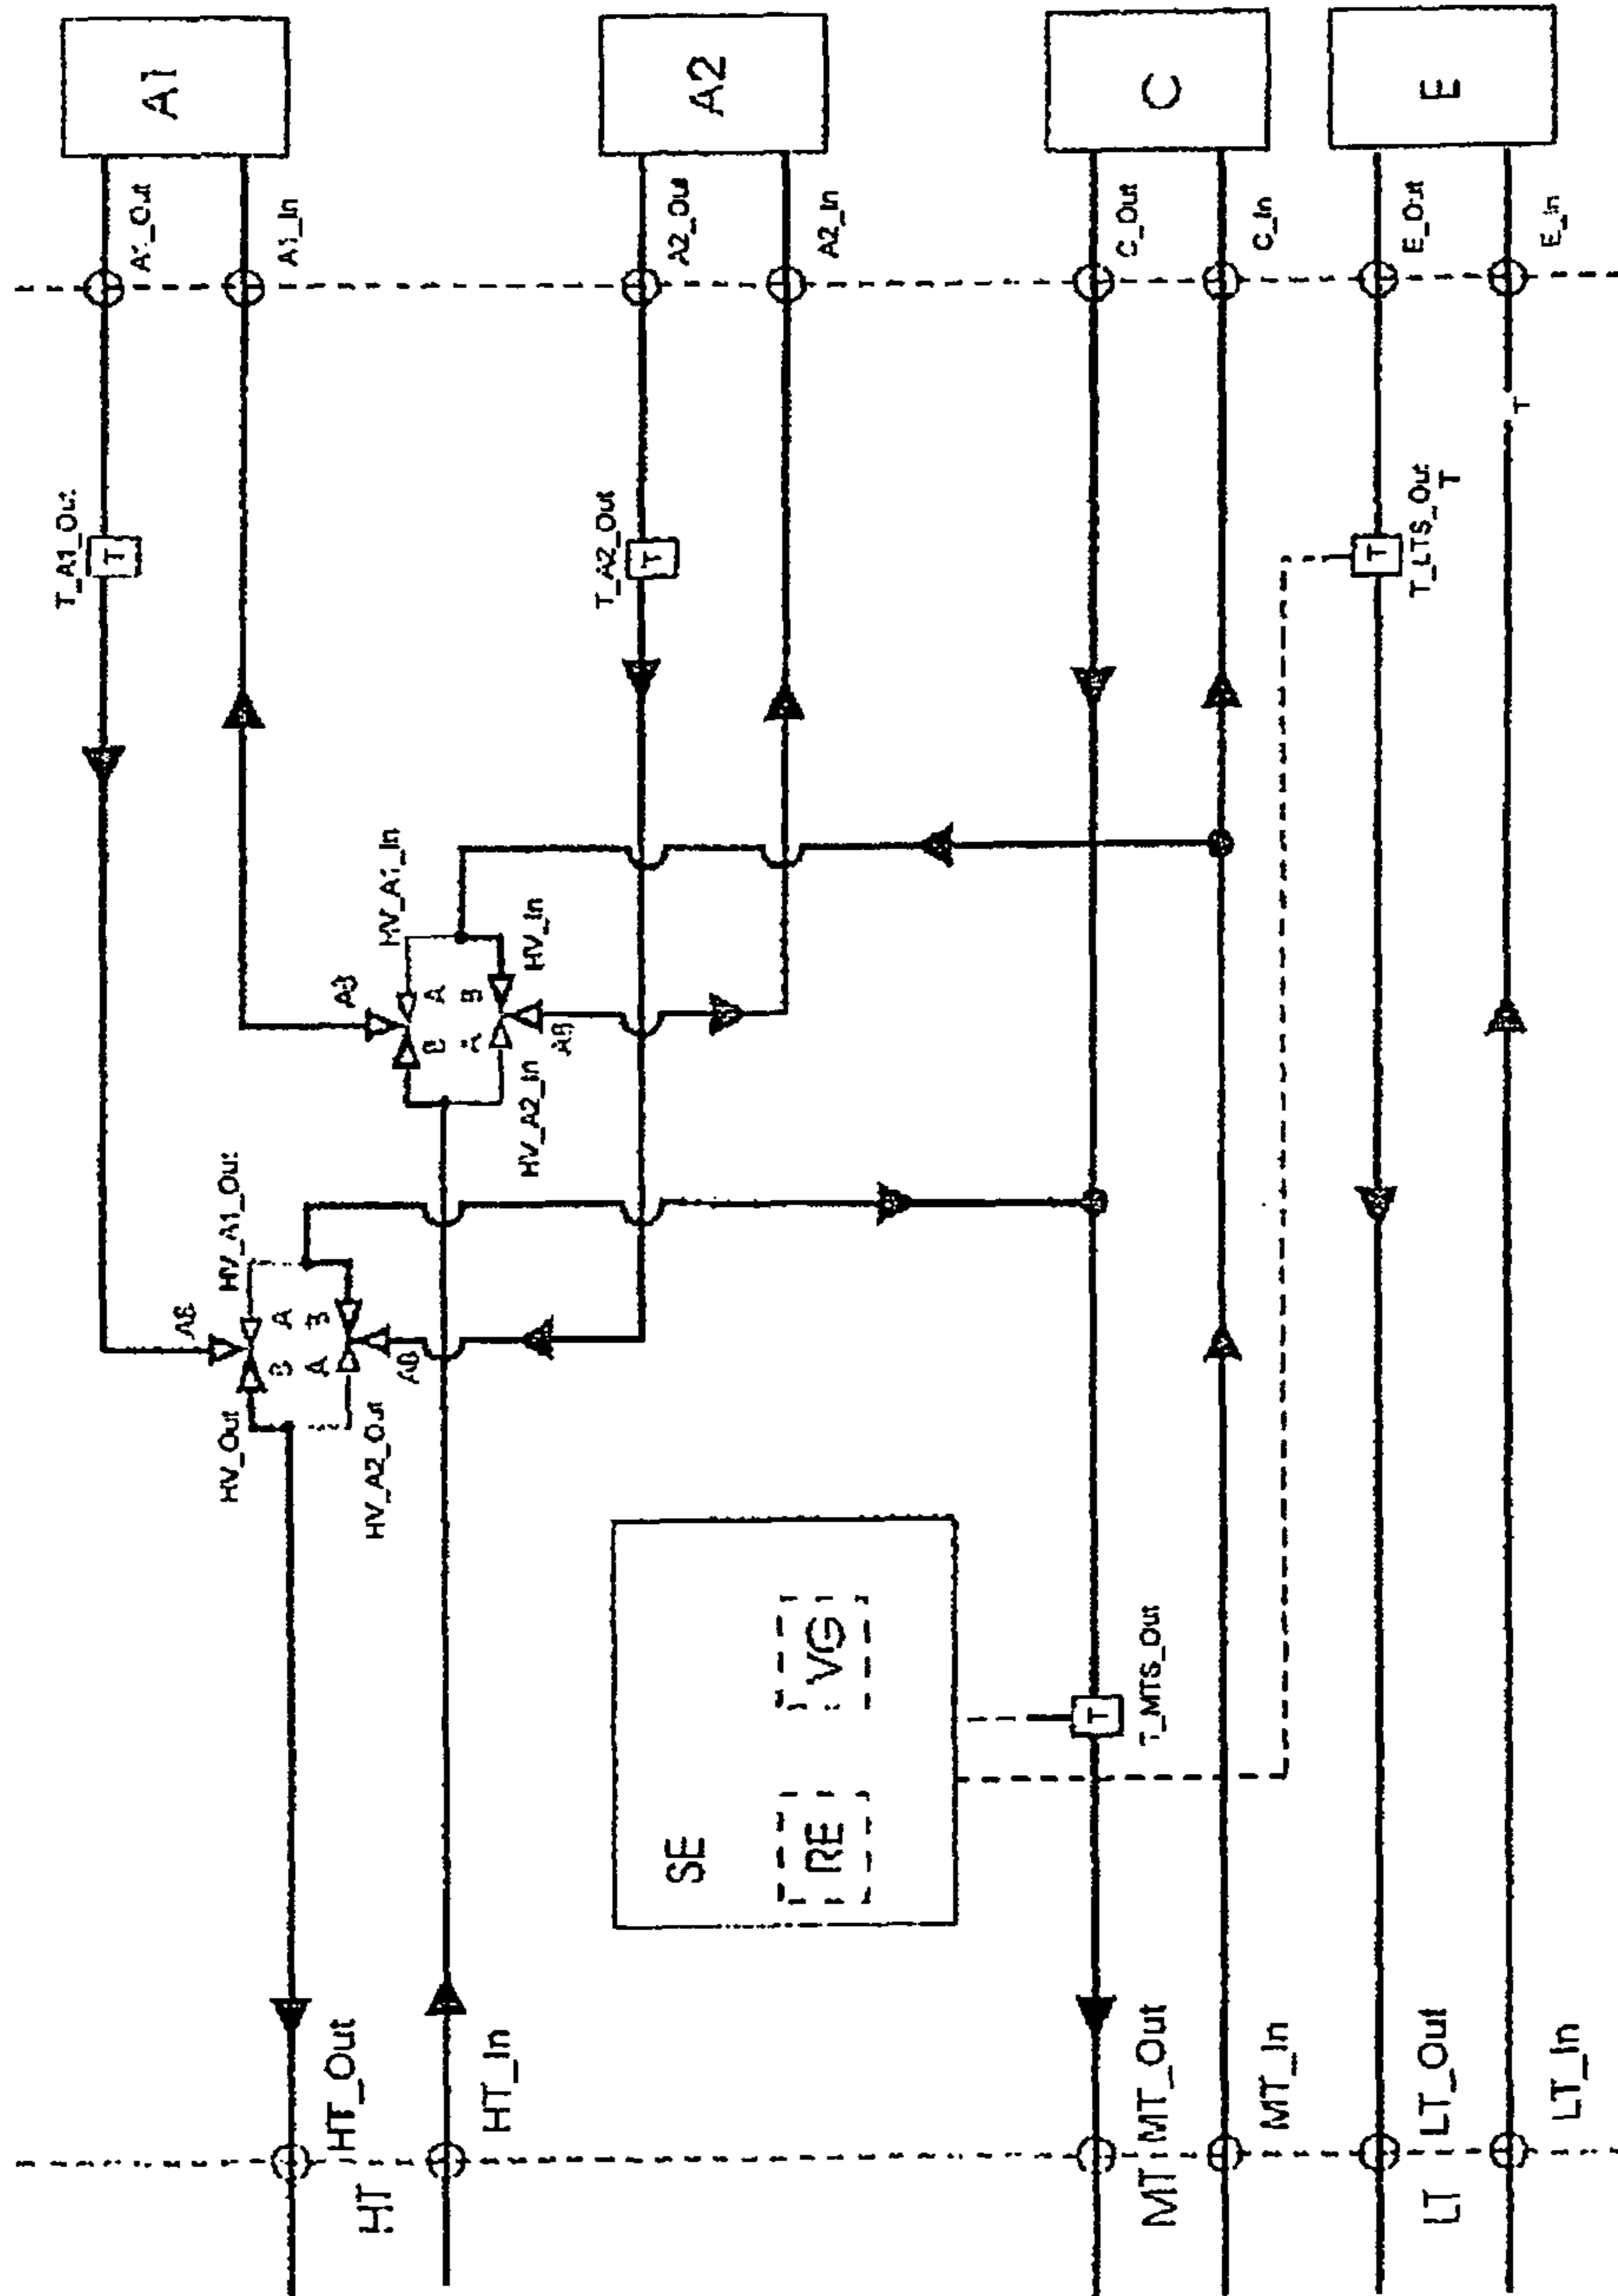 A1
A2
C
E
A1_Out
A1_In
A2_Out
A2_In
C_Out
C_In
E_Out
E_In
T_A1_Out
T
T_A2_Out
T
T_LTS_Out
T
T
T
MV_A1_In
HV_In
AB
A
B
B
A
AB
HV_A2_In
HV_A1_Out
AB
A
B
B
A
AB
HV_Out
HV_A2_Out
SE
VG
RE
T
T_MTS_Out
HT_Out
HT_In
HT
MT_Out
MT_In
MT
LT_Out
LT_In
LT